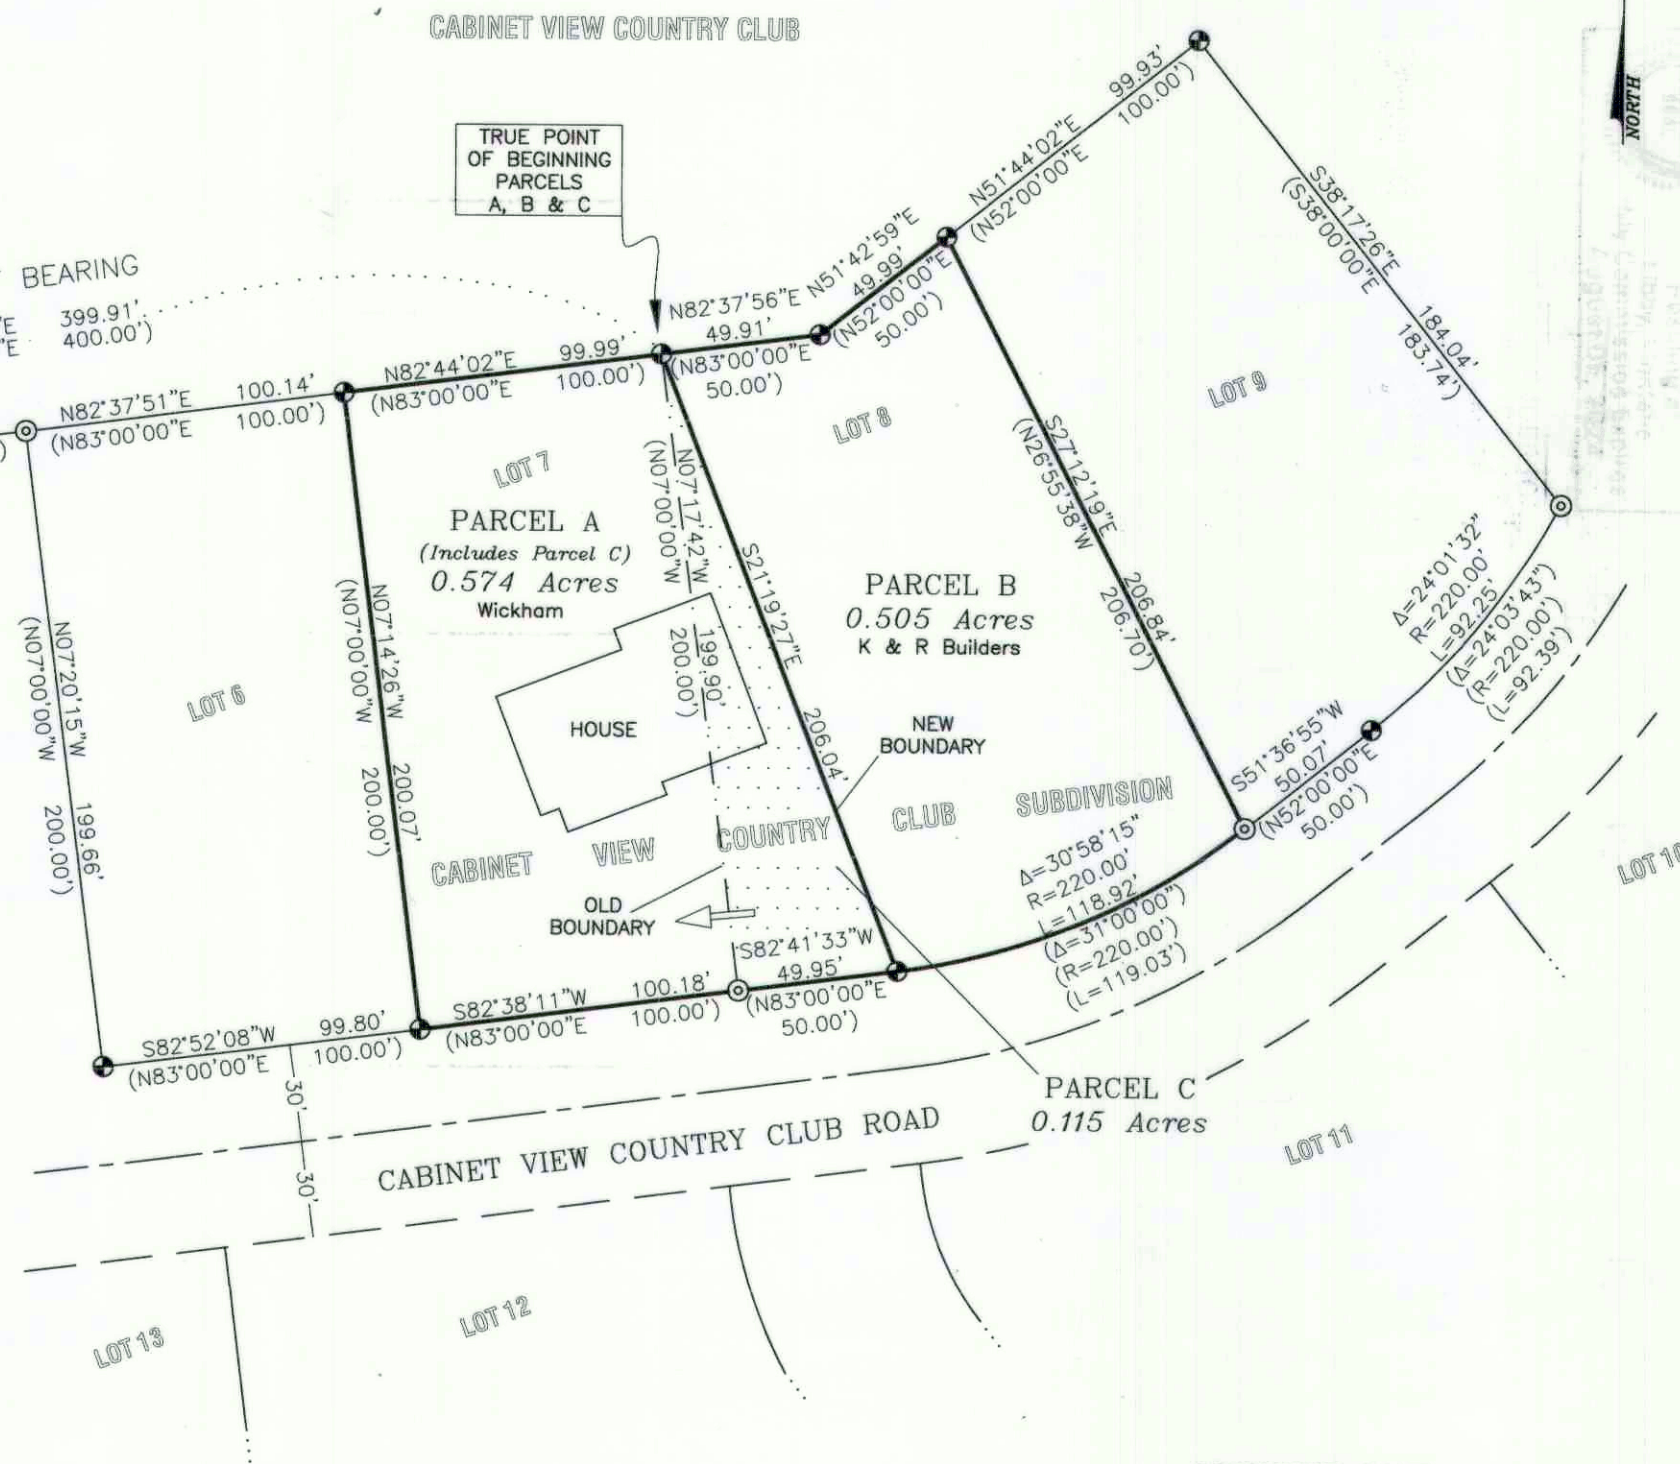 CABINET VIEW COUNTRY CLUB
NORTH
TRUE POINT
OF BEGINNING
PARCELS
A, B & C
BEARING
399.91'
400.00')
N82°37'51"E 100.14'
(N83°00'00"E 100.00')
N82°44'02"E 99.99'
(N83°00'00"E 100.00')
N82°37'56"E
49.91'
(N83°00'00"E
50.00')
N51°42'59"E
49.99'
(N52°00'00"E
50.00')
N51°44'02"E 99.93'
(N52°00'00"E 100.00')
S38°17'26"E 184.04'
(S38°00'00"E 183.74')
LOT 9
LOT 8
LOT 7
PARCEL A
(Includes Parcel C)
0.574 Acres
Wickham
N07°17'42"W 199.90'
(N07°00'00"W 200.00')
S21°19'27"E 206.04'
PARCEL B
0.505 Acres
K & R Builders
S27°12'19"E 206.84'
(N26°55'38"W 206.70')
Δ=24°01'32"
R=220.00'
L=92.25'
(Δ=24°03'43")
(R=220.00')
(L=92.39')
N07°20'15"W 199.66'
(N07°00'00"W 200.00')
LOT 6
N07°14'26"W 200.07'
(N07°00'00"W 200.00')
HOUSE
NEW
BOUNDARY
S51°36'55"W
50.07'
(N52°00'00"E
50.00')
CABINET VIEW COUNTRY CLUB SUBDIVISION
Δ=30°58'15"
R=220.00'
L=118.92'
(Δ=31°00'00")
(R=220.00')
(L=119.03')
LOT 10
OLD
BOUNDARY
S82°41'33"W
49.95'
(N83°00'00"E
50.00')
S82°38'11"W 100.18'
(N83°00'00"E 100.00')
S82°52'08"W 99.80'
(N83°00'00"E 100.00')
30'
30'
PARCEL C
0.115 Acres
CABINET VIEW COUNTRY CLUB ROAD
LOT 11
LOT 12
LOT 13